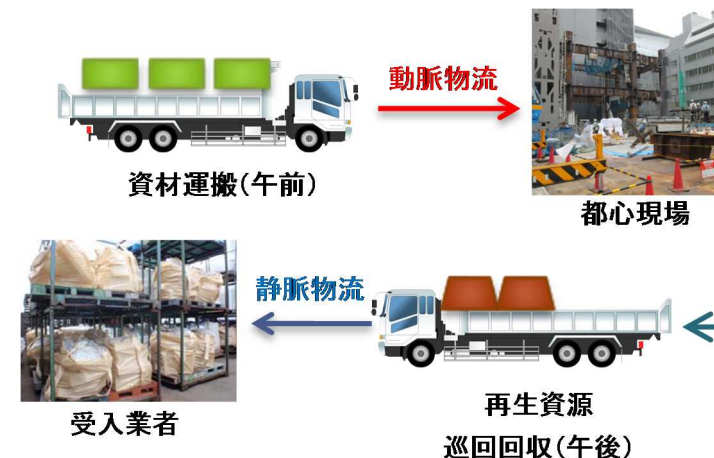 動脈物流
資材運搬(午前)
都心現場
静脈物流
受入業者
再生資源
巡回回収(午後)